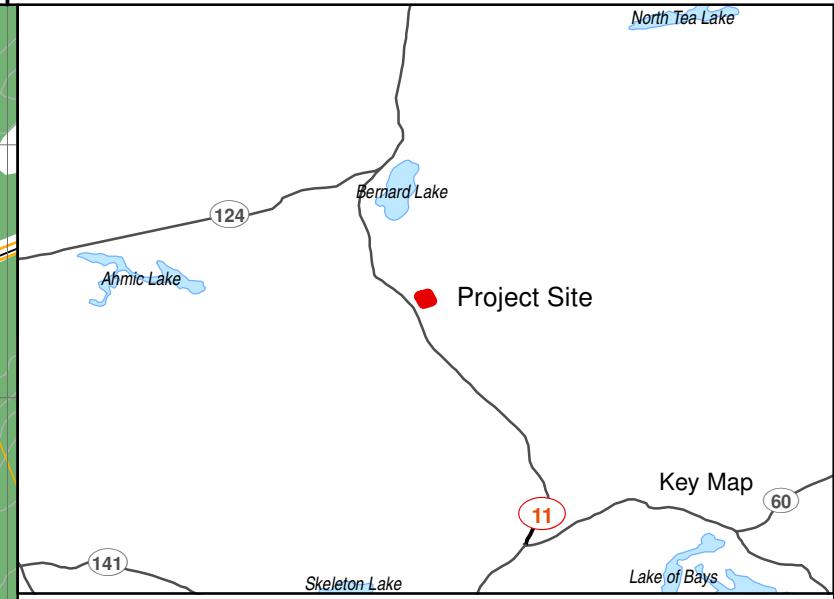 North Tea Lake
Bernard Lake
124
Ahmic Lake
Project Site
Key Map
60
11
141
Skeleton Lake
Lake of Bays